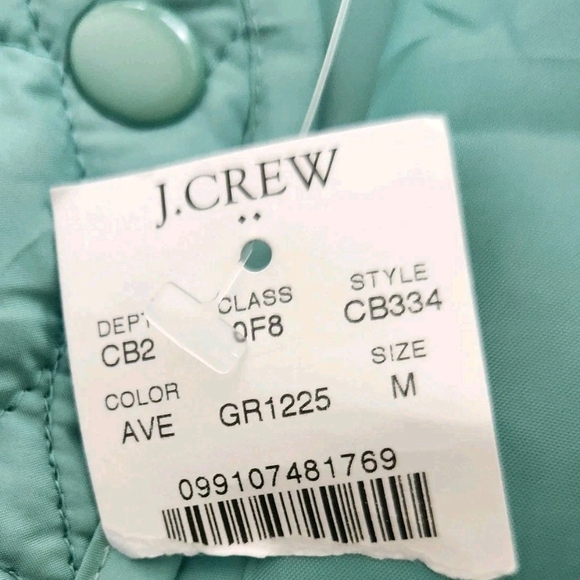 J.CREW
DEPT CLASS STYLE
CB2 0F8 CB334
COLOR SIZE
AVE GR1225 M
099107481769